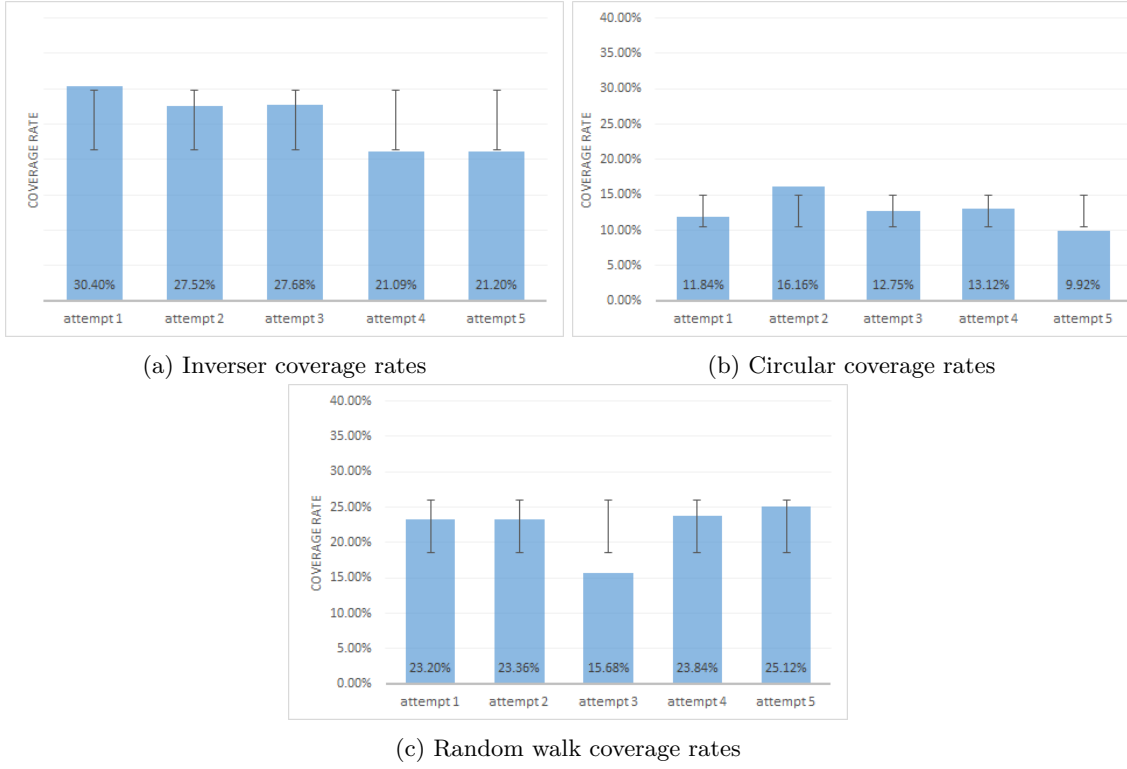 COVERAGE RATE
30.40% 27.52% 27.68% 21.09% 21.20%
attempt 1 attempt 2 attempt 3 attempt 4 attempt 5
(a) Inverser coverage rates
40.00%
35.00%
30.00%
25.00%
20.00%
15.00%
10.00%
5.00%
0.00%
COVERAGE RATE
11.84% 16.16% 12.75% 13.12% 9.92%
attempt 1 attempt 2 attempt 3 attempt 4 attempt 5
(b) Circular coverage rates
40.00%
35.00%
30.00%
25.00%
20.00%
15.00%
10.00%
5.00%
0.00%
COVERAGE RATE
23.20% 23.36% 15.68% 23.84% 25.12%
attempt 1 attempt 2 attempt 3 attempt 4 attempt 5
(c) Random walk coverage rates